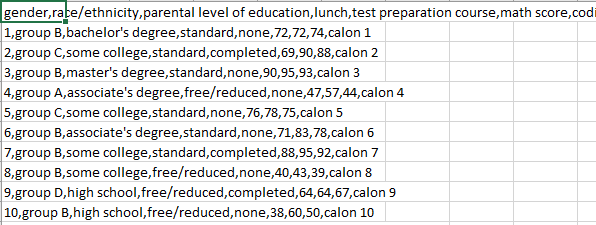 gender,race/ethnicity,parental level of education,lunch,test preparation course,math score,codi
1,group B,bachelor's degree,standard,none,72,72,74,calon 1
2,group C,some college,standard,completed,69,90,88,calon 2
3,group B,master's degree,standard,none,90,95,93,calon 3
4,group A,associate's degree,free/reduced,none,47,57,44,calon 4
5,group C,some college,standard,none,76,78,75,calon 5
6,group B,associate's degree,standard,none,71,83,78,calon 6
7,group B,some college,standard,completed,88,95,92,calon 7
8,group B,some college,free/reduced,none,40,43,39,calon 8
9,group D,high school,free/reduced,completed,64,64,67,calon 9
10,group B,high school,free/reduced,none,38,60,50,calon 10